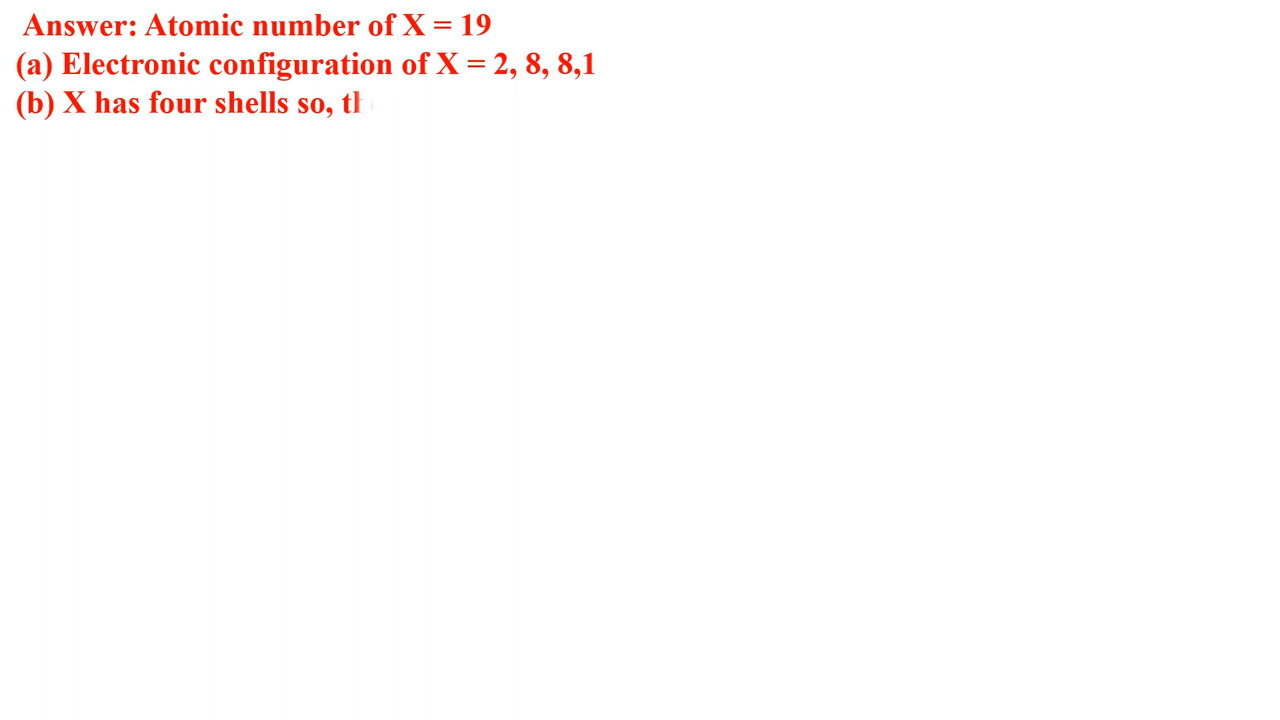 Answer: Atomic number of X = 19
(a) Electronic configuration of X = 2, 8, 8,1
(b) X has four shells so,